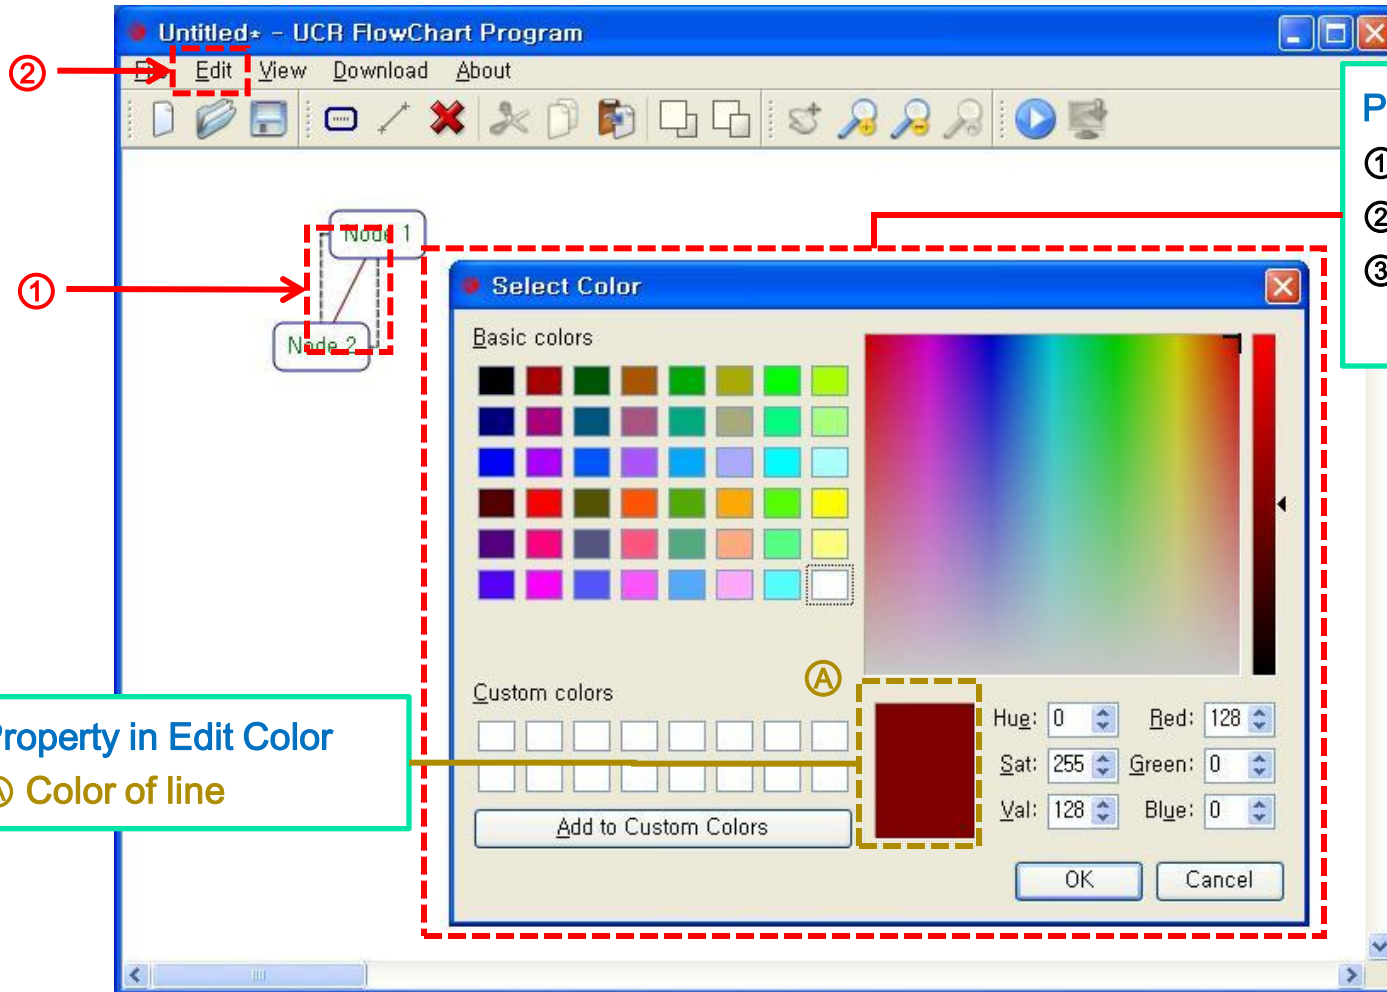 Untitled* - UCR FlowChart Program
②
File Edit View Download About
P
①
②
③
Node 1
①
Node 2
Select Color
Basic colors
Custom colors
Ⓐ
Hue: 0 Red: 128
Sat: 255 Green: 0
Val: 128 Blue: 0
Add to Custom Colors
OK Cancel
Property in Edit Color
Ⓐ Color of line